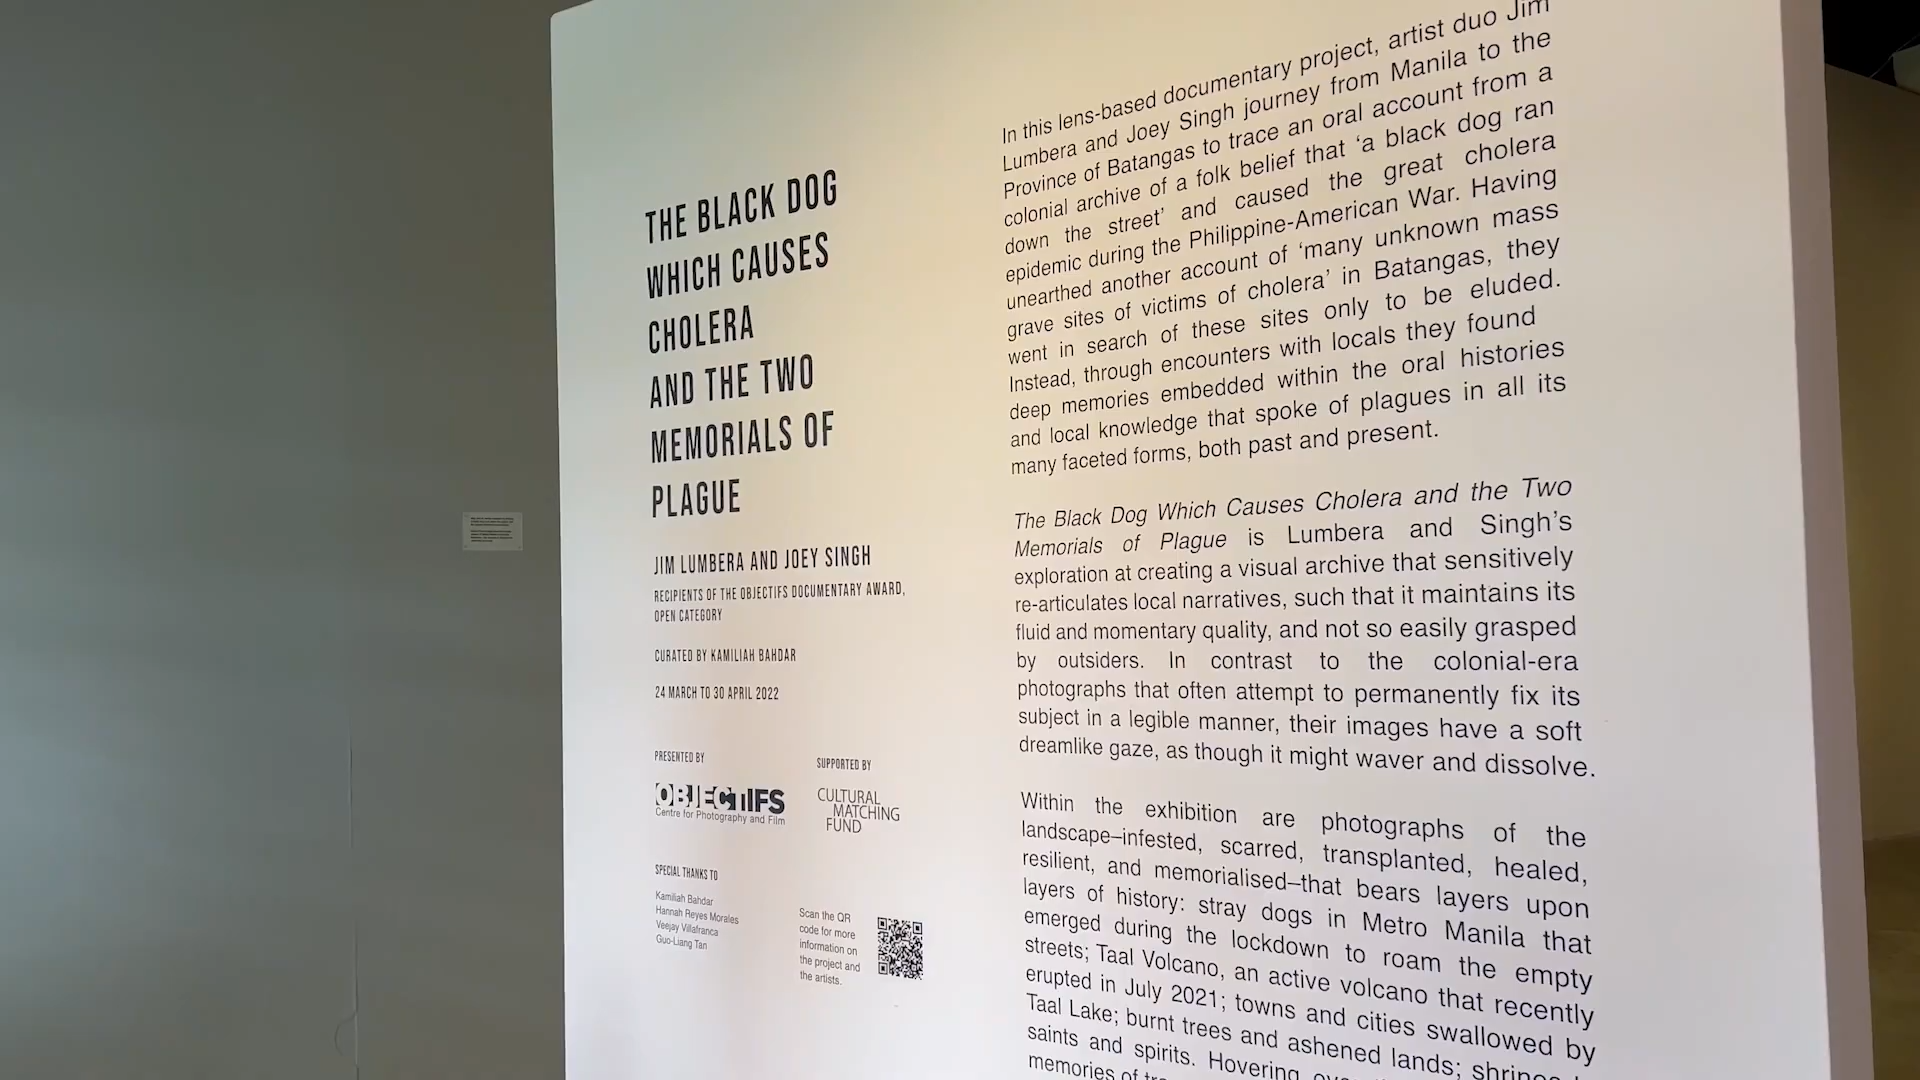 THE BLACK DOG
WHICH CAUSES
CHOLERA
AND THE TWO
MEMORIALS OF
PLAGUE
JIM LUMBERA AND JOEY SINGH
RECIPIENTS OF THE OBJECTIFS DOCUMENTARY AWARD,
OPEN CATEGORY
CURATED BY KAMILIAH BAHDAR
24 MARCH TO 30 APRIL 2022
PRESENTED BY
OBJECTIFS
Centre for Photography and Film
SUPPORTED BY
CULTURAL
MATCHING
FUND
SPECIAL THANKS TO
Kamiliah Bahdar
Hannah Reyes Morales
Veejay Villafranca
Guo-Liang Tan
Scan the QR
code for more
information on
the project and
the artists.
In this lens-based documentary project, artist duo Jim
Lumbera and Joey Singh journey from Manila to the
Province of Batangas to trace an oral account from a
colonial archive of a folk belief that ‘a black dog ran
down the street’ and caused the great cholera
epidemic during the Philippine-American War. Having
unearthed another account of ‘many unknown mass
grave sites of victims of cholera’ in Batangas, they
went in search of these sites only to be eluded.
Instead, through encounters with locals they found
deep memories embedded within the oral histories
and local knowledge that spoke of plagues in all its
many faceted forms, both past and present.
The Black Dog Which Causes Cholera and the Two
Memorials of Plague is Lumbera and Singh’s
exploration at creating a visual archive that sensitively
re-articulates local narratives, such that it maintains its
fluid and momentary quality, and not so easily grasped
by outsiders. In contrast to the colonial-era
photographs that often attempt to permanently fix its
subject in a legible manner, their images have a soft
dreamlike gaze, as though it might waver and dissolve.
Within the exhibition are photographs of the
landscape–infested, scarred, transplanted, healed,
resilient, and memorialised–that bears layers upon
layers of history: stray dogs in Metro Manila that
emerged during the lockdown to roam the empty
streets; Taal Volcano, an active volcano that recently
erupted in July 2021; towns and cities swallowed by
Taal Lake; burnt trees and ashened lands; shrines
saints and spirits. Hovering
memories of